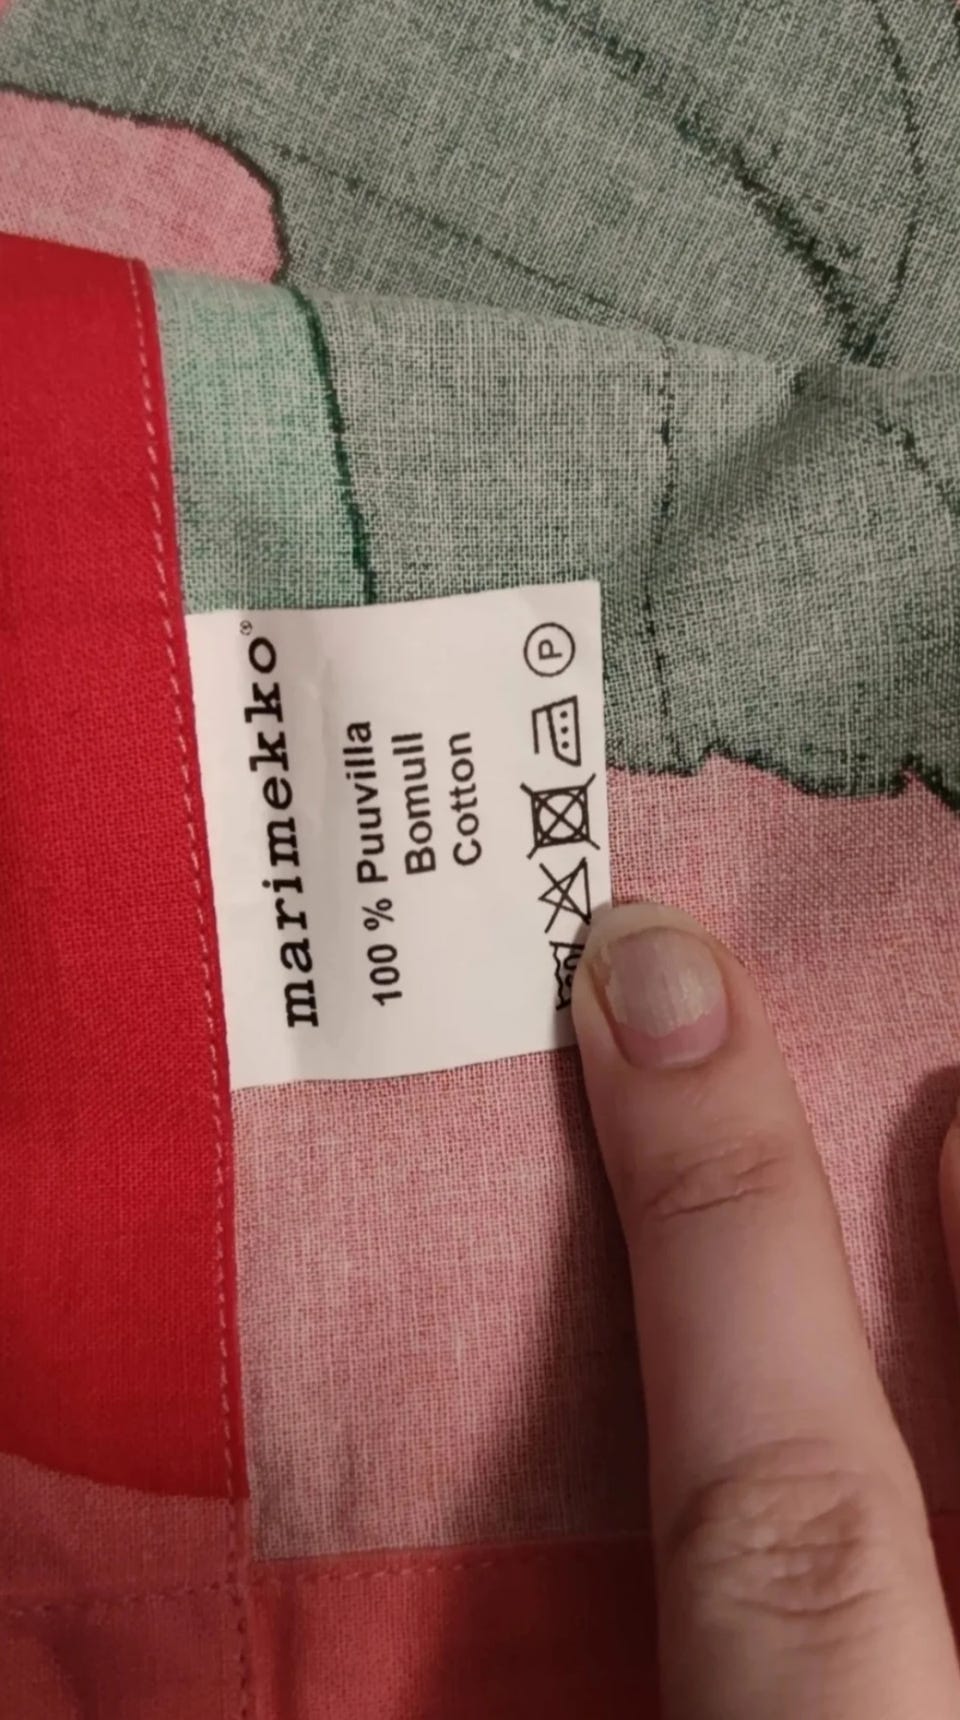 marimekko®
100 % Puuvilla
Bomull
Cotton
P